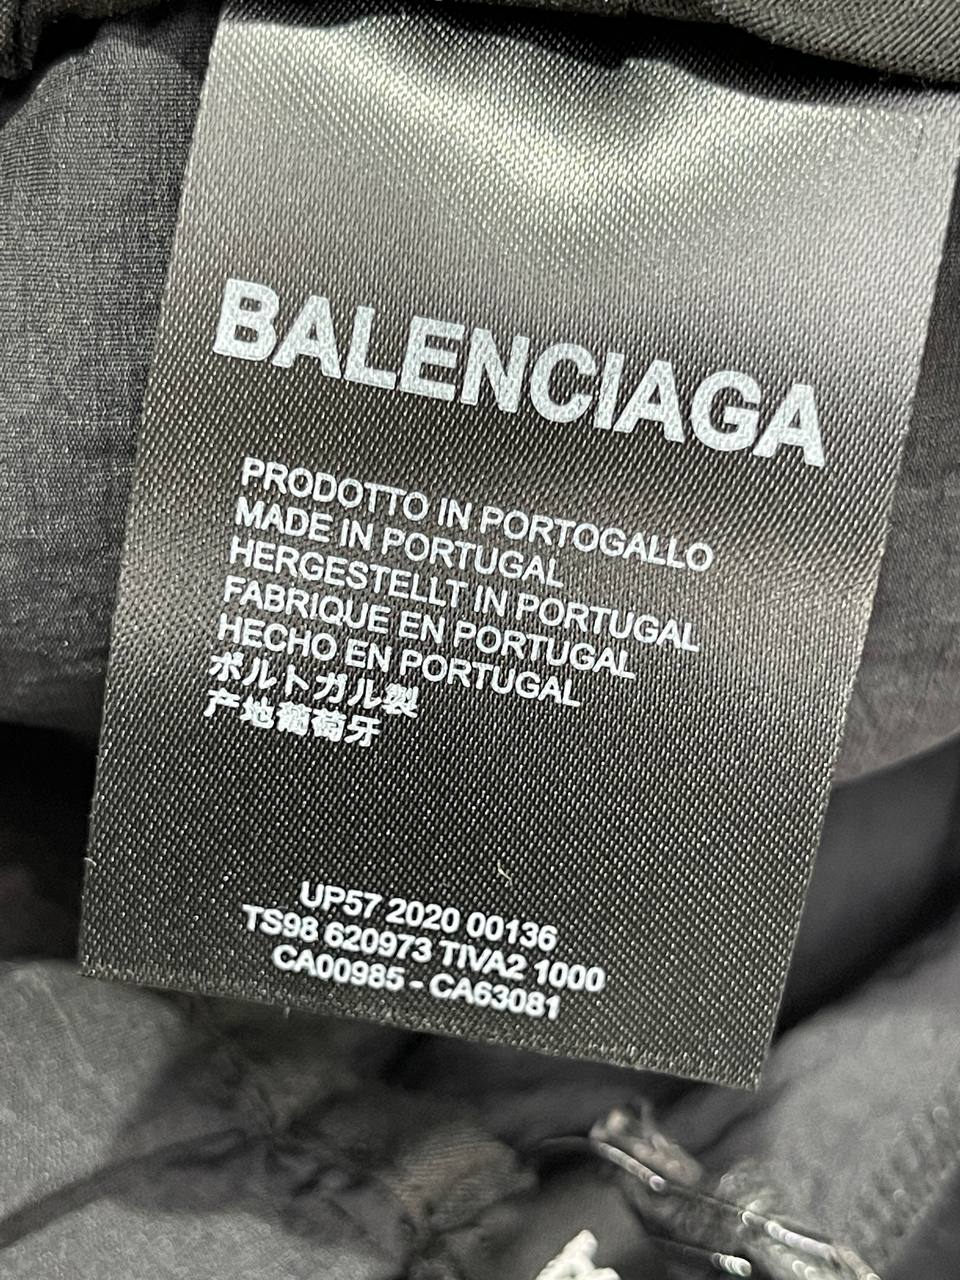 BALENCIAGA
PRODOTTO IN PORTOGALLO
MADE IN PORTUGAL
HERGESTELLT IN PORTUGAL
FABRIQUE EN PORTUGAL
HECHO EN PORTUGAL
ポルトガル製
产地葡萄牙
UP57 2020 00136
TS98 620973 TIVA2 1000
CA00985 - CA63081